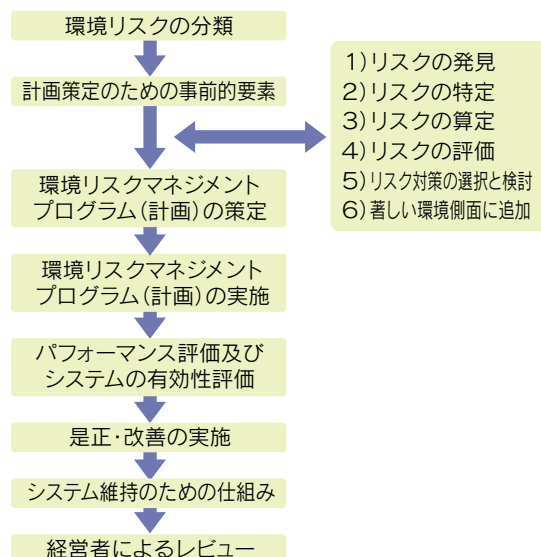 環境リスクの分類
計画策定のための事前的要素
1)リスクの発見
2)リスクの特定
3)リスクの算定
4)リスクの評価
5)リスク対策の選択と検討
6)著しい環境側面に追加
環境リスクマネジメント
プログラム(計画)の策定
環境リスクマネジメント
プログラム(計画)の実施
パフォーマンス評価及び
システムの有効性評価
是正・改善の実施
システム維持のための仕組み
経営者によるレビュー